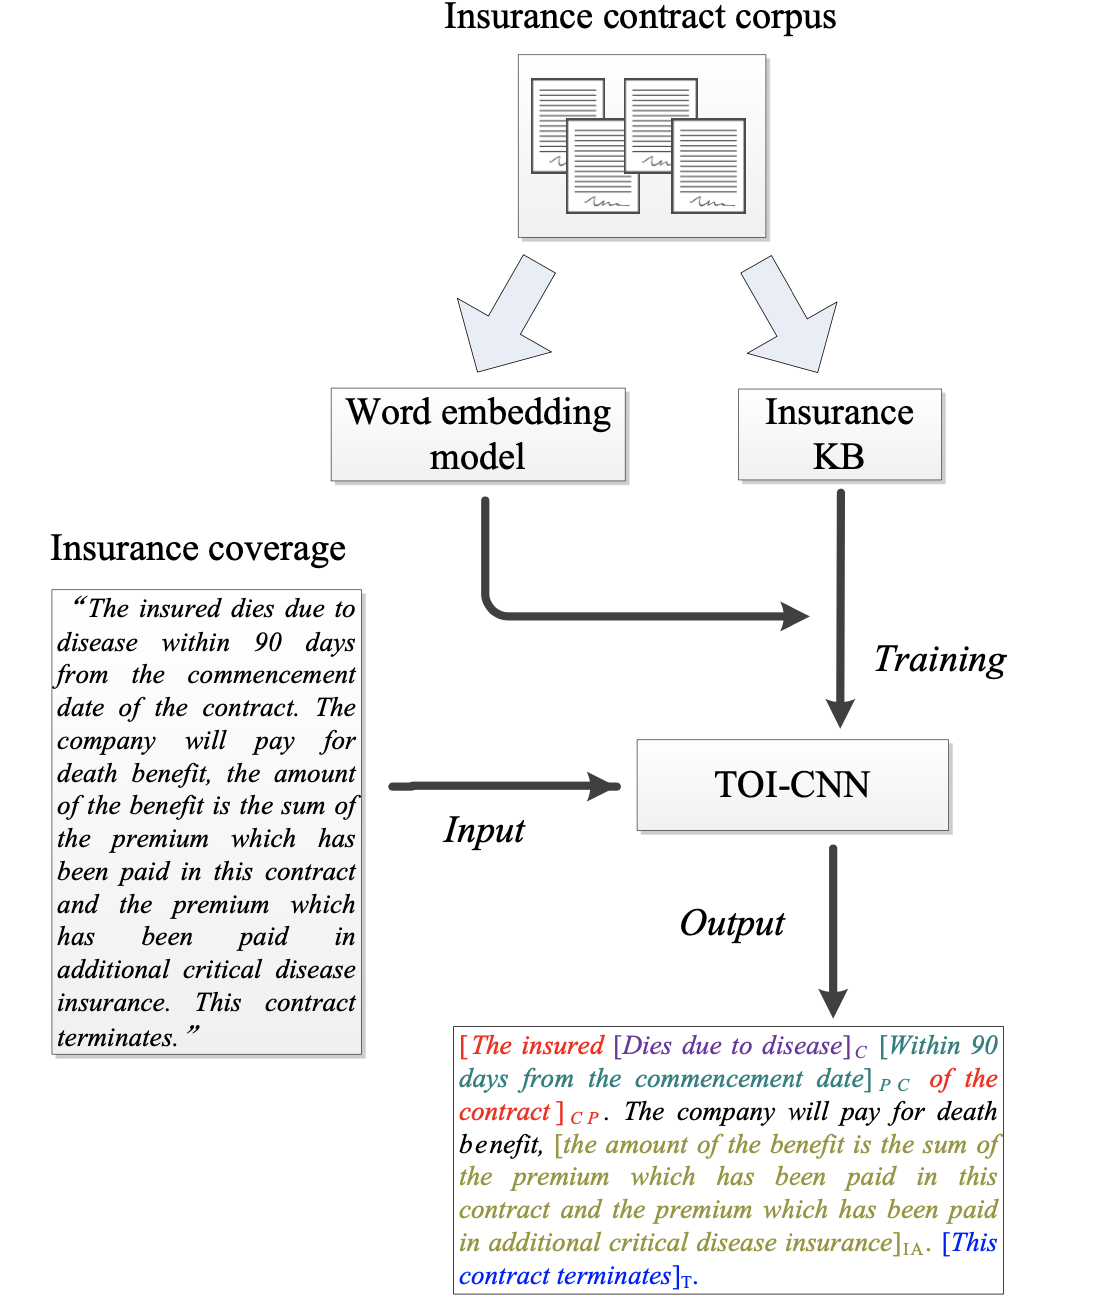 Insurance contract corpus
Word embedding
model
Insurance
KB
Insurance coverage
“The insured dies due to
disease within 90 days
from the commencement
date of the contract. The
company will pay for
death benefit, the amount
of the benefit is the sum of
the premium which has
been paid in this contract
and the premium which
has been paid in
additional critical disease
insurance. This contract
terminates.”
Training
Input
TOI-CNN
Output
[The insured [Dies due to disease]C [Within 90
days from the commencement date] P C of the
contract] C P. The company will pay for death
benefit, [the amount of the benefit is the sum of
the premium which has been paid in this
contract and the premium which has been paid
in additional critical disease insurance]IA. [This
contract terminates]T.